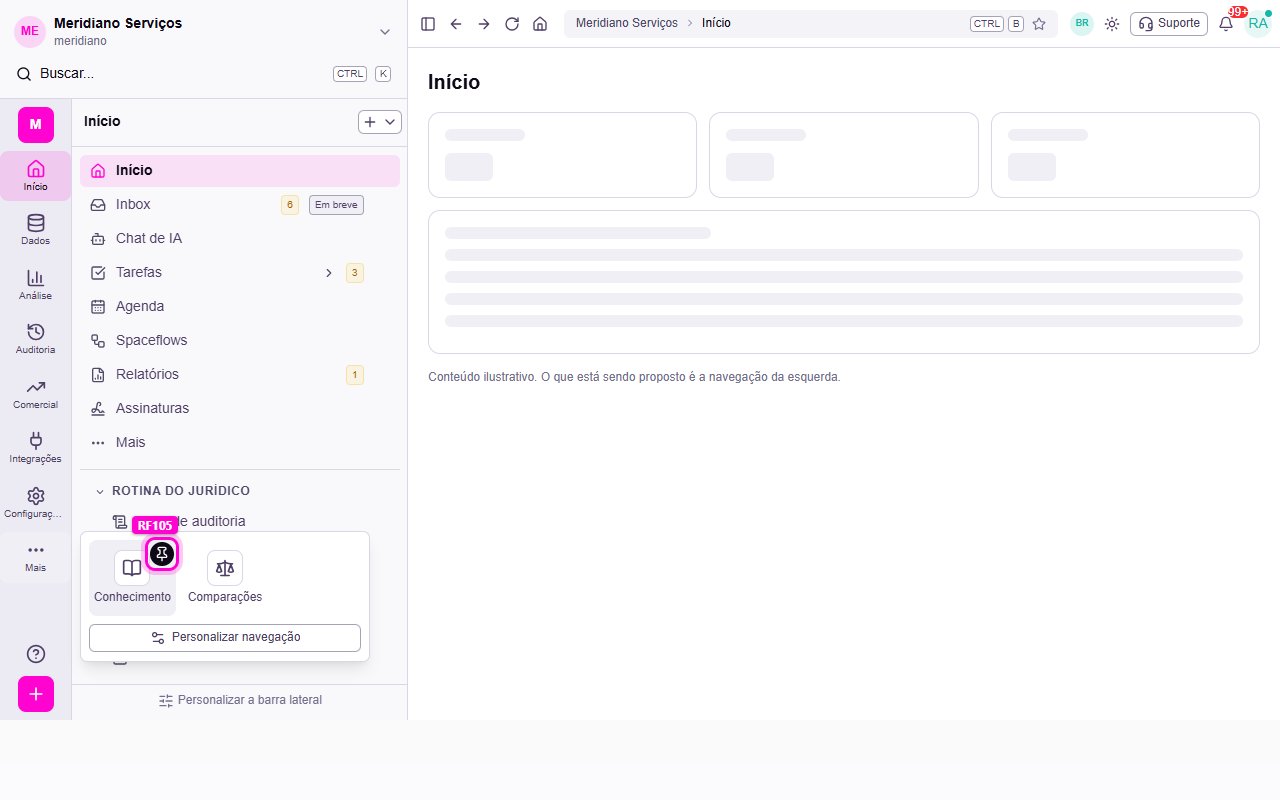 ME
Meridiano Serviços
meridiano
Buscar...
CTRL
K
Meridiano Serviços
Início
CTRL
B
BR
Suporte
99+
RA
M
Início
Dados
Análise
Auditoria
Comercial
Integrações
Configuraç...
Mais
Início
Início
Inbox
6
Em breve
Chat de IA
Tarefas
3
Agenda
Spaceflows
Relatórios
1
Assinaturas
Mais
ROTINA DO JURÍDICO
de auditoria
RF105
Conhecimento
Comparações
Personalizar navegação
Personalizar a barra lateral
Início
Conteúdo ilustrativo. O que está sendo proposto é a navegação da esquerda.